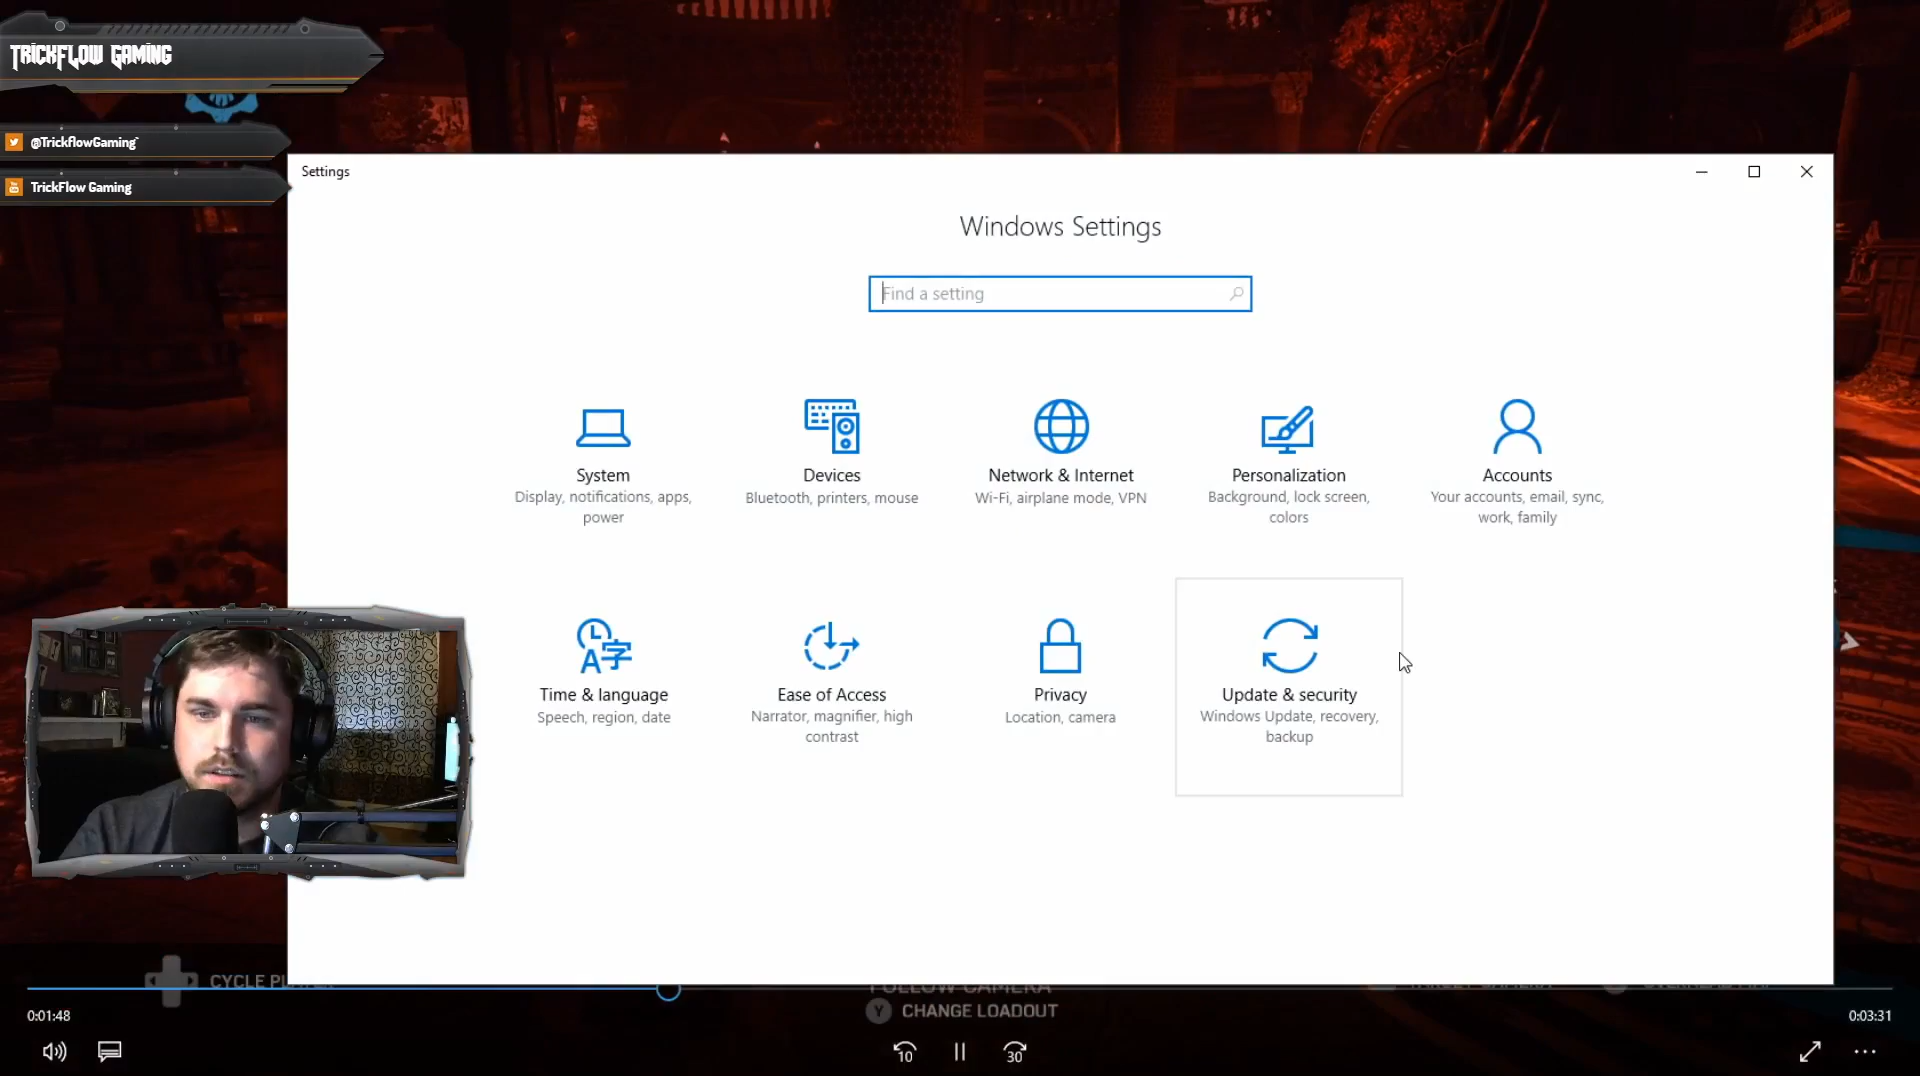 TRICKFLOW GAMING
@TrickflowGaming
TrickFlow Gaming
Settings
Windows Settings
Find a setting
System
Display, notifications, apps,
power
Devices
Bluetooth, printers, mouse
Network & Internet
Wi-Fi, airplane mode, VPN
Personalization
Background, lock screen,
colors
Accounts
Your accounts, email, sync,
work, family
Time & language
Speech, region, date
Ease of Access
Narrator, magnifier, high
contrast
Privacy
Location, camera
Update & security
Windows Update, recovery,
backup
CYCLE
FOLLOW CAMERA
Y CHANGE LOADOUT
0:01:48
0:03:31
10
30